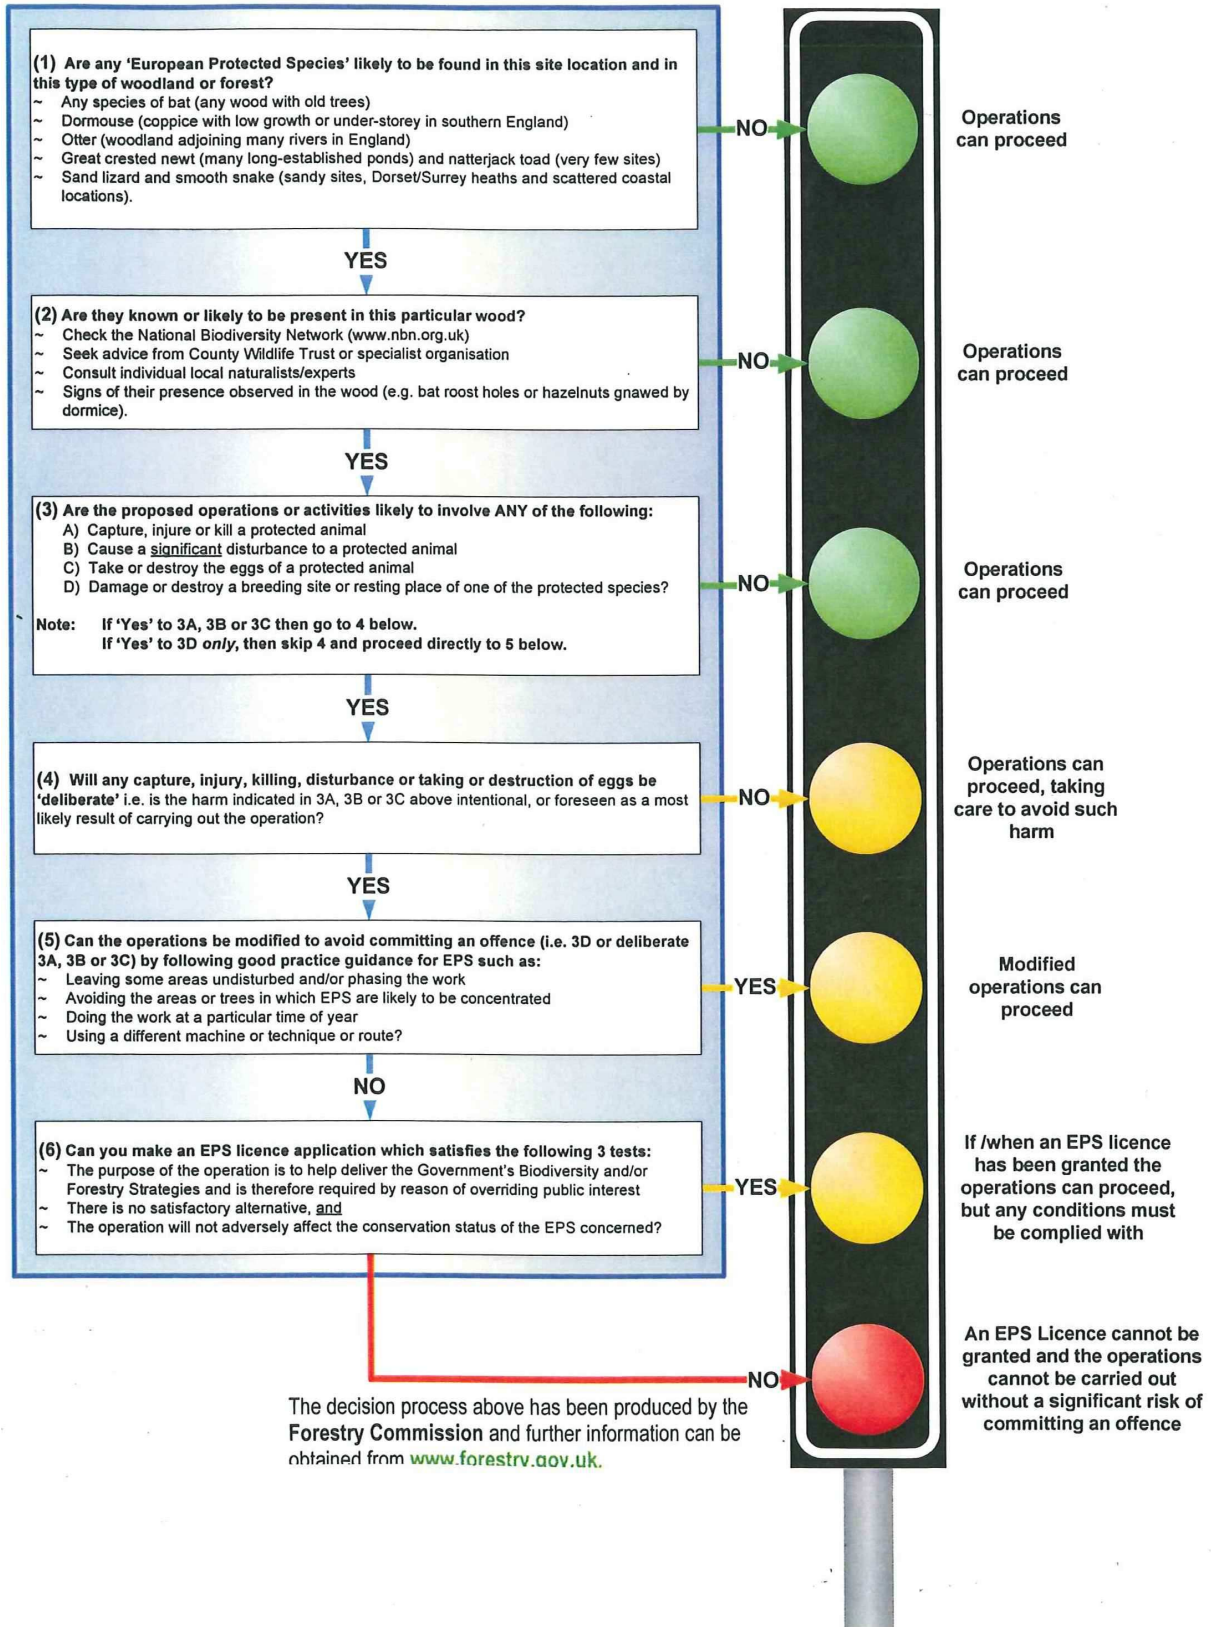 (1) Are any 'European Protected Species' likely to be found in this site location and in
this type of woodland or forest?
~ Any species of bat (any wood with old trees)
~ Dormouse (coppice with low growth or under-storey in southern England)
~ Otter (woodland adjoining many rivers in England)
~ Great crested newt (many long-established ponds) and natterjack toad (very few sites)
~ Sand lizard and smooth snake (sandy sites, Dorset/Surrey heaths and scattered coastal
locations).
NO
Operations
can proceed
YES
(2) Are they known or likely to be present in this particular wood?
~ Check the National Biodiversity Network (www.nbn.org.uk)
~ Seek advice from County Wildlife Trust or specialist organisation
~ Consult individual local naturalists/experts
~ Signs of their presence observed in the wood (e.g. bat roost holes or hazelnuts gnawed by
dormice).
NO
Operations
can proceed
YES
(3) Are the proposed operations or activities likely to involve ANY of the following:
A) Capture, injure or kill a protected animal
B) Cause a significant disturbance to a protected animal
C) Take or destroy the eggs of a protected animal
D) Damage or destroy a breeding site or resting place of one of the protected species?
Note: If 'Yes' to 3A, 3B or 3C then go to 4 below.
If 'Yes' to 3D only, then skip 4 and proceed directly to 5 below.
NO
Operations
can proceed
YES
(4) Will any capture, injury, killing, disturbance or taking or destruction of eggs be
'deliberate' i.e. is the harm indicated in 3A, 3B or 3C above intentional, or foreseen as a most
likely result of carrying out the operation?
NO
Operations can
proceed, taking
care to avoid such
harm
YES
(5) Can the operations be modified to avoid committing an offence (i.e. 3D or deliberate
3A, 3B or 3C) by following good practice guidance for EPS such as:
~ Leaving some areas undisturbed and/or phasing the work
~ Avoiding the areas or trees in which EPS are likely to be concentrated
~ Doing the work at a particular time of year
~ Using a different machine or technique or route?
YES
Modified
operations can
proceed
NO
(6) Can you make an EPS licence application which satisfies the following 3 tests:
~ The purpose of the operation is to help deliver the Government's Biodiversity and/or
Forestry Strategies and is therefore required by reason of overriding public interest
~ There is no satisfactory alternative, and
~ The operation will not adversely affect the conservation status of the EPS concerned?
YES
If /when an EPS licence
has been granted the
operations can proceed,
but any conditions must
be complied with
NO
An EPS Licence cannot be
granted and the operations
cannot be carried out
without a significant risk of
committing an offence
The decision process above has been produced by the
Forestry Commission and further information can be
obtained from www.forestry.gov.uk.